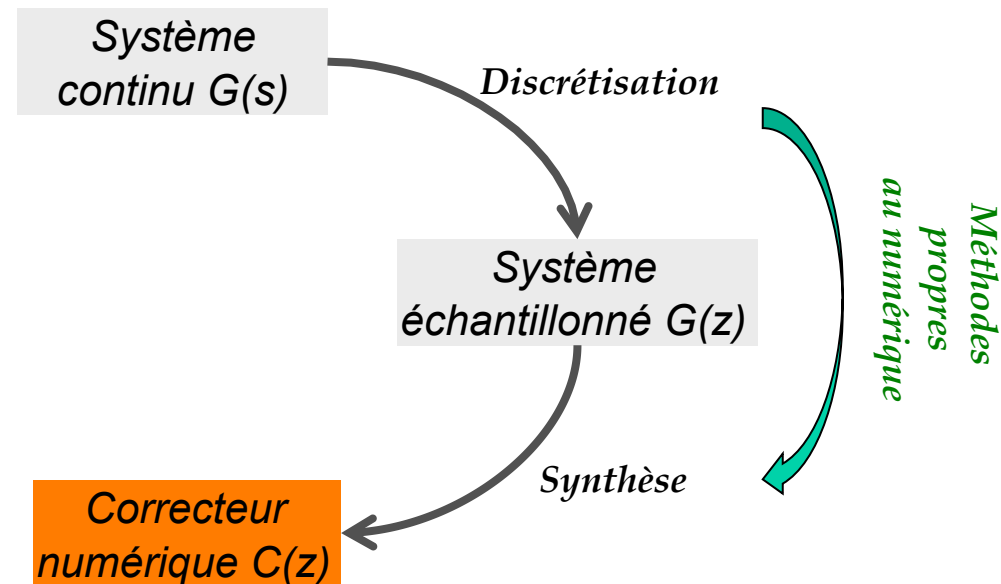 Système
continu G(s)
Discrétisation
Système
échantillonné G(z)
Synthèse
Correcteur
numérique C(z)
Méthodes
propres
au numérique